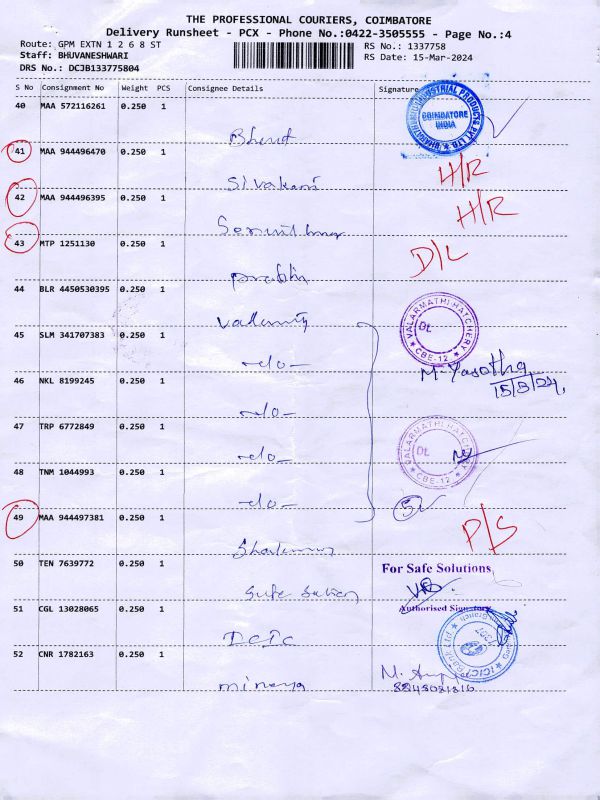 THE PROFESSIONAL COURIERS, COIMBATORE
Delivery Runsheet - PCX - Phone No.:0422-3505555 - Page No.:4
Route: GPM EXTN 1 2 6 8 ST RS No.: 1337758
Staff: BHUVANESHWARI RS Date: 15-Mar-2024
DRS No.: DCJB133775804
S No Consignment No Weight PCS Consignee Details Signature
40 MAA 572116261 0.250 1
COIMBATORE
INDIA
Bharat
41 MAA 944496470 0.250 1
H/R
Sivakami
42 MAA 944496395 0.250 1
H/R
43 MTP 1251130 0.250 1
D/L
Prabhu
44 BLR 4450530395 0.250 1
VALARMATHI HATCHERY
DL
★ CBE-12 ★
45 SLM 341707383 0.250 1
-do-
M. Yasotha
15/3/24,
46 NKL 8199245 0.250 1
-do-
47 TRP 6772849 0.250 1
VALARMATHI HATCHERY
DL
★ CBE-12 ★
-do-
48 TNM 1044993 0.250 1
-do-
49 MAA 944497381 0.250 1
P/S
50 TEN 7639772 0.250 1
For Safe Solutions
Authorised Signatory
51 CGL 13028065 0.250 1
ICICI Bank Ltd
52 CNR 1782163 0.250 1